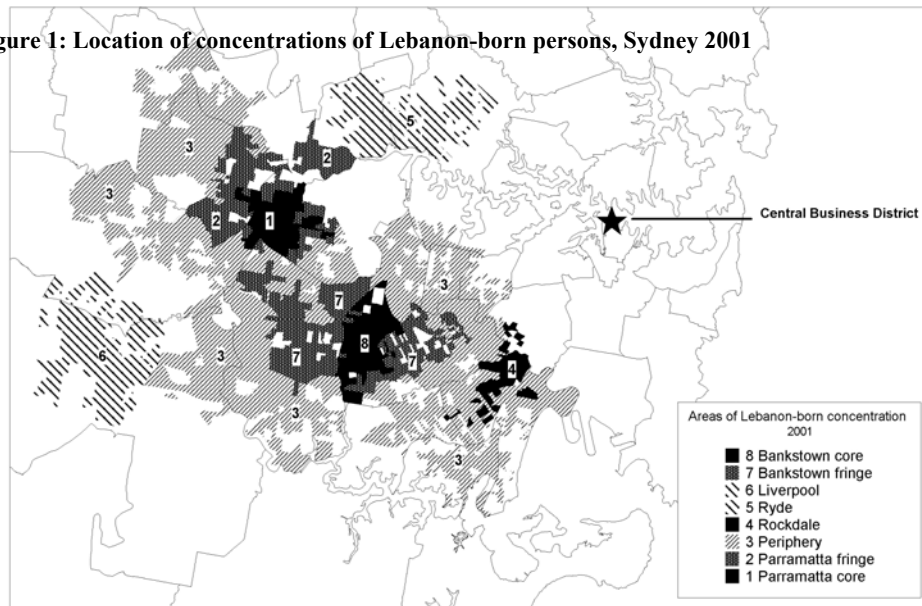 gure 1: Location of concentrations of Lebanon-born persons, Sydney 2001
5
3
2
3
2
1
Central Business District
3
7
8
6
3
7
7
4
3
3
Areas of Lebanon-born concentration
2001
8 Bankstown core
7 Bankstown fringe
6 Liverpool
5 Ryde
4 Rockdale
3 Periphery
2 Parramatta fringe
1 Parramatta core